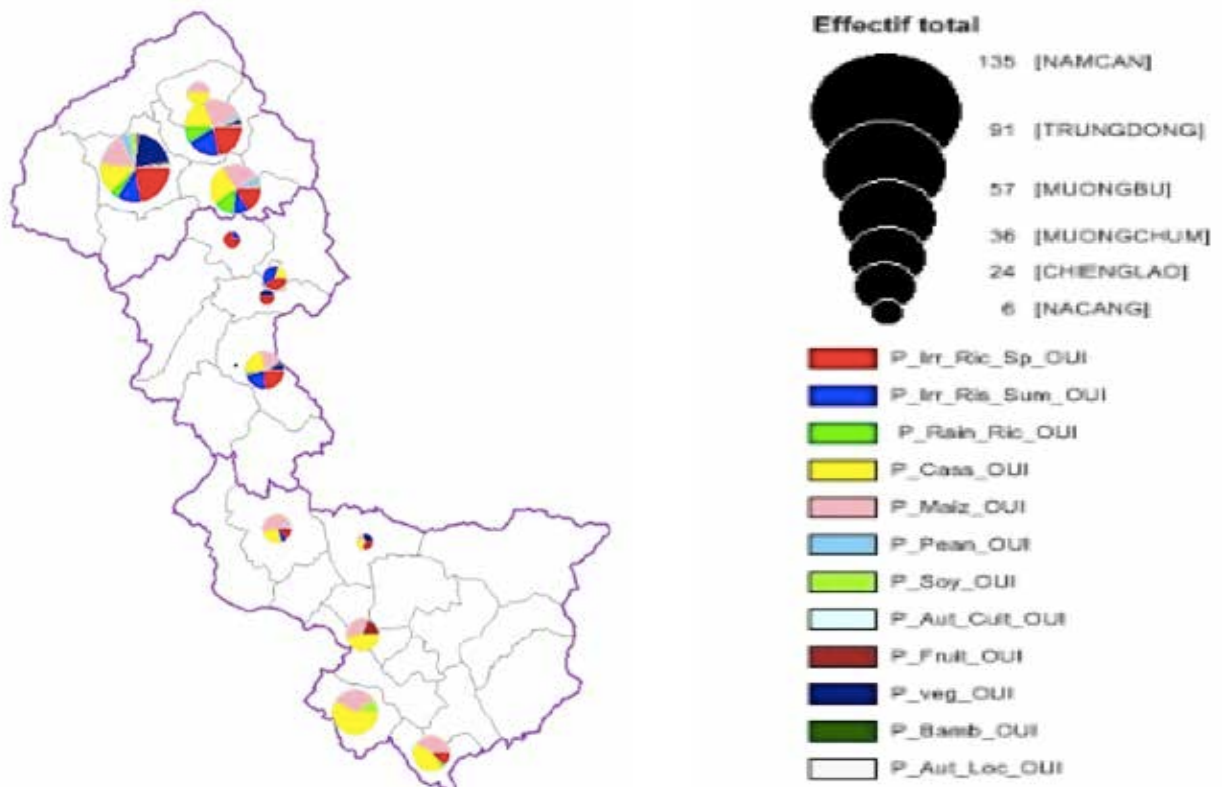 Effectif total
135 [NAMCAN]
91 [TRUNGDONG]
57 [MUONGBU]
36 [MUONGCHUM]
24 [CHIENGLAO]
6 [NACANG]
P_Irr_Ric_Sp_OUI
P_Irr_Ris_Sum_OUI
P_Rain_Ric_OUI
P_Cass_OUI
P_Maiz_OUI
P_Pean_OUI
P_Soy_OUI
P_Aut_Cult_OUI
P_Fruit_OUI
P_veg_OUI
P_Bamb_OUI
P_Aut_Loc_OUI